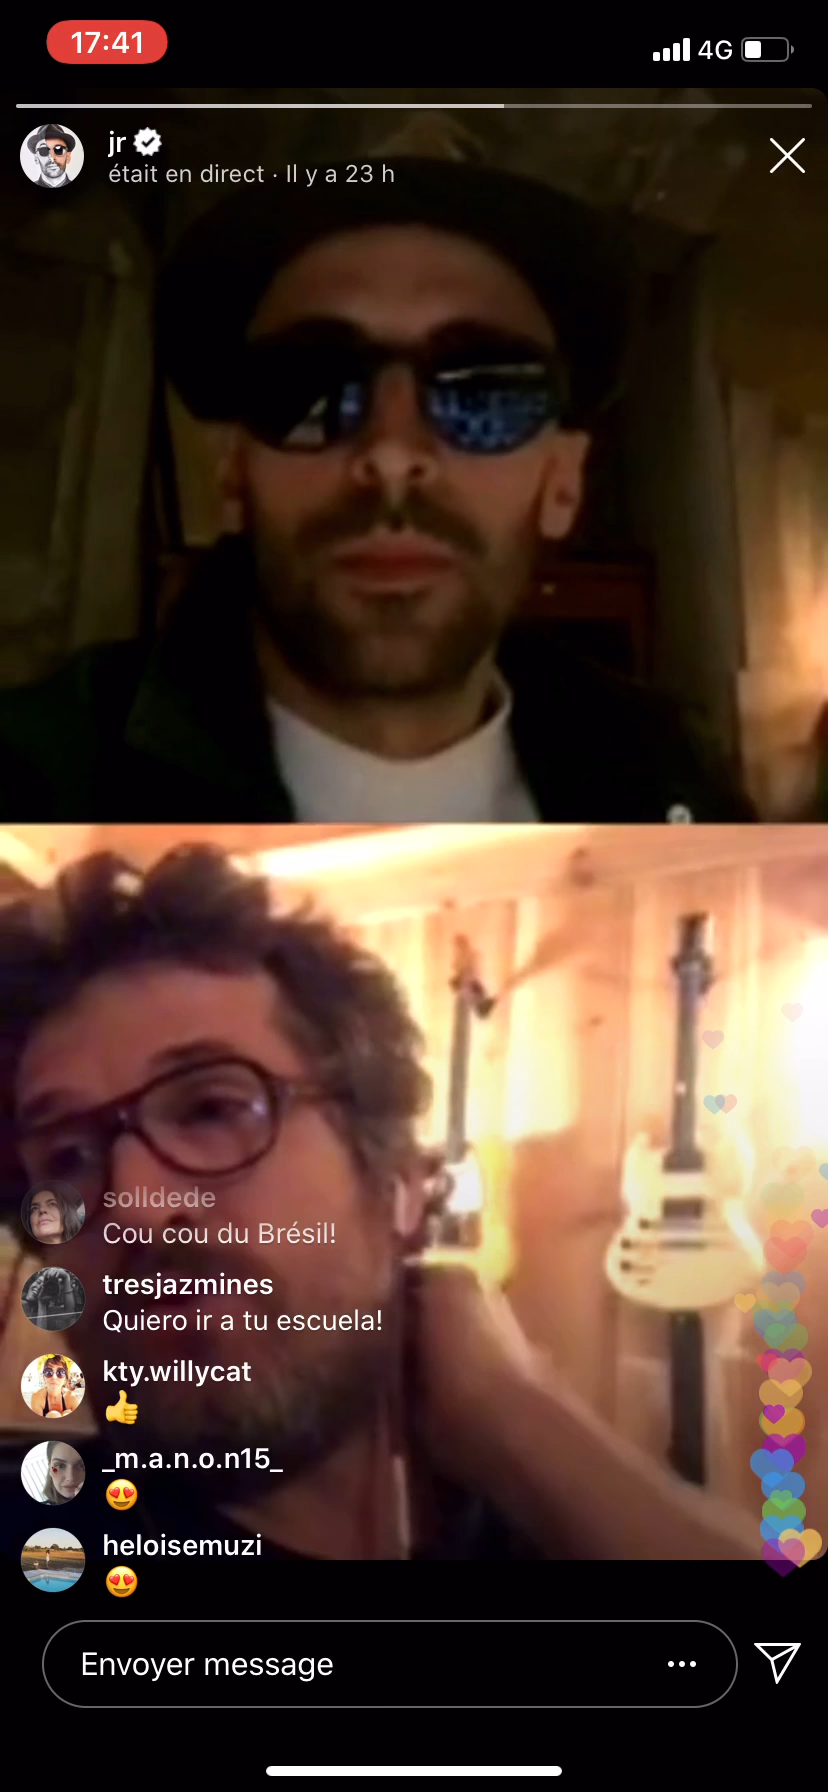 17:41
4G
jr
était en direct · Il y a 23 h
solldede
Cou cou du Brésil!
tresjazmines
Quiero ir a tu escuela!
kty.willycat
👍
_m.a.n.o.n15_
😍
heloisemuzi
😍
Envoyer message